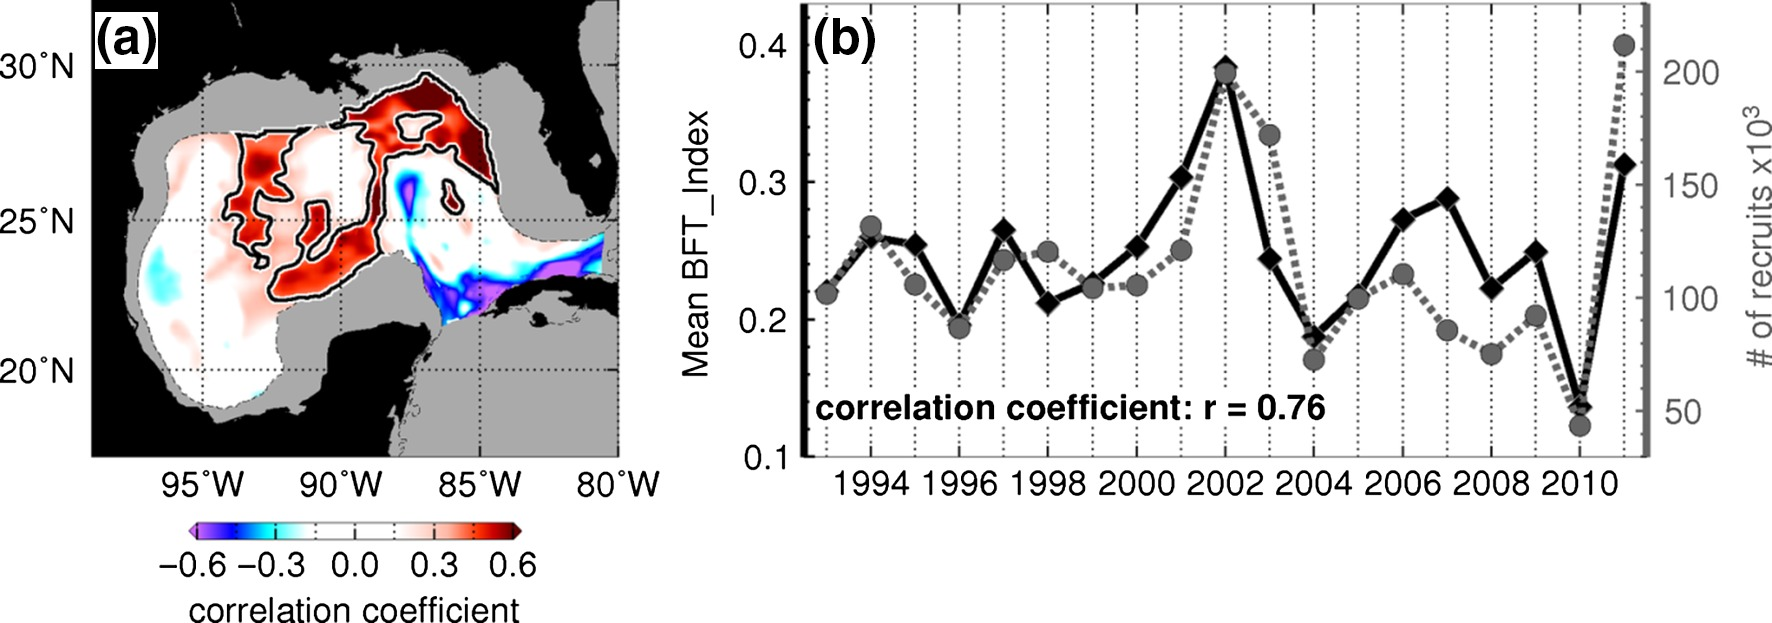 (a)
30°N
25°N
20°N
95°W 90°W 85°W 80°W
−0.6 −0.3 0.0 0.3 0.6
correlation coefficient
(b)
Mean BFT_Index
0.4
0.3
0.2
0.1
correlation coefficient: r = 0.76
1994 1996 1998 2000 2002 2004 2006 2008 2010
200
150
100
50
# of recruits x10³